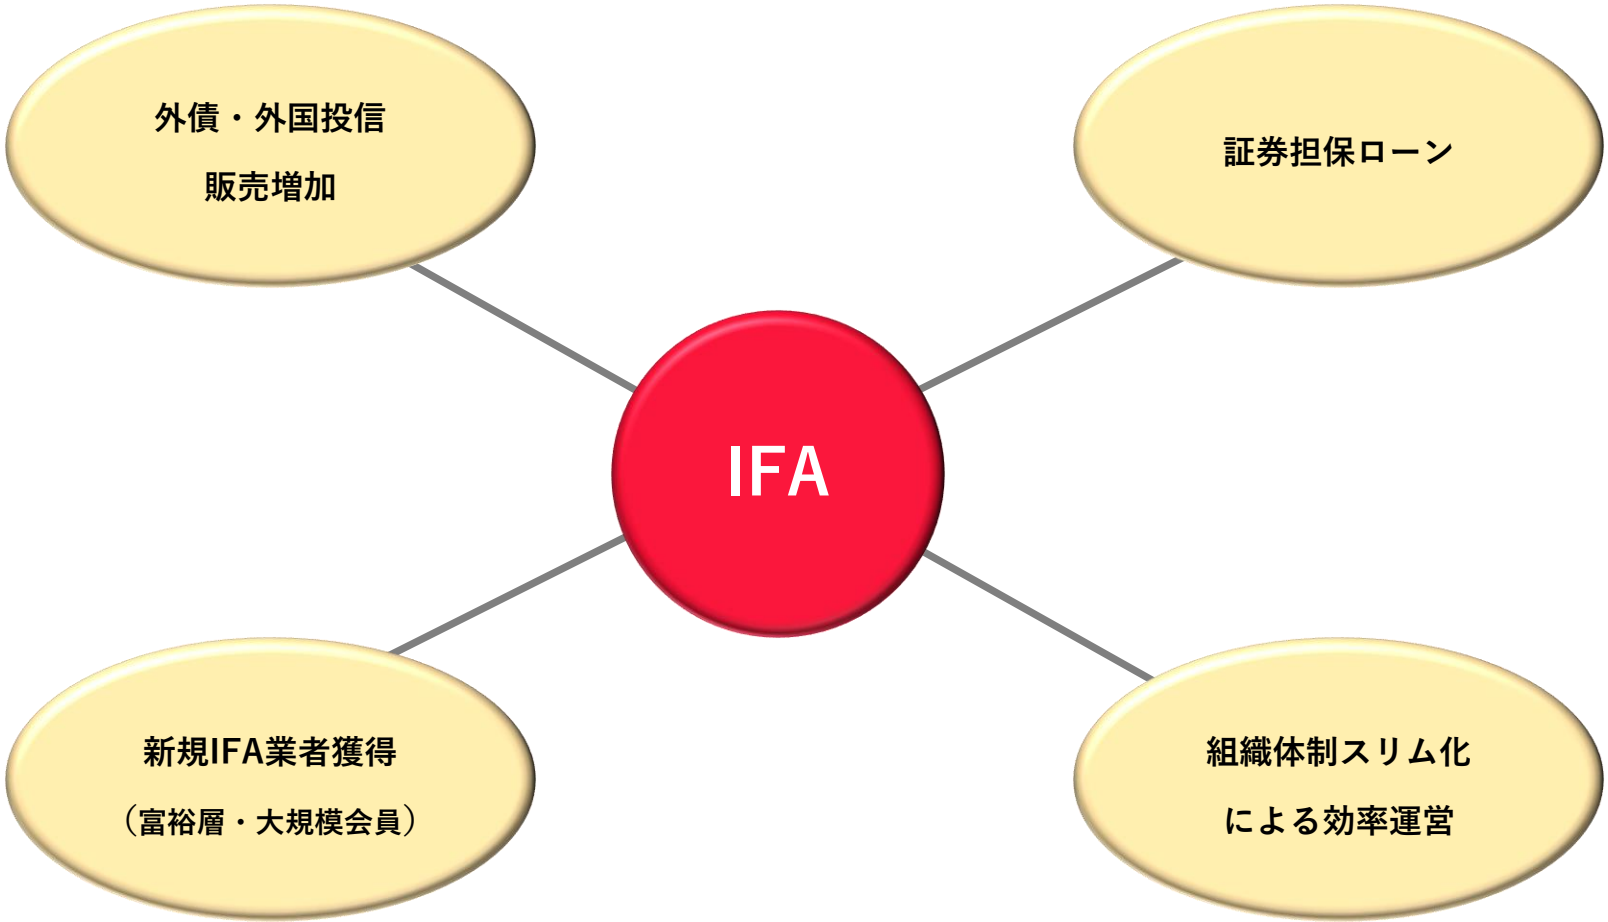 外債・外国投信
販売増加
証券担保ローン
IFA
新規IFA業者獲得
（富裕層・大規模会員）
組織体制スリム化
による効率運営